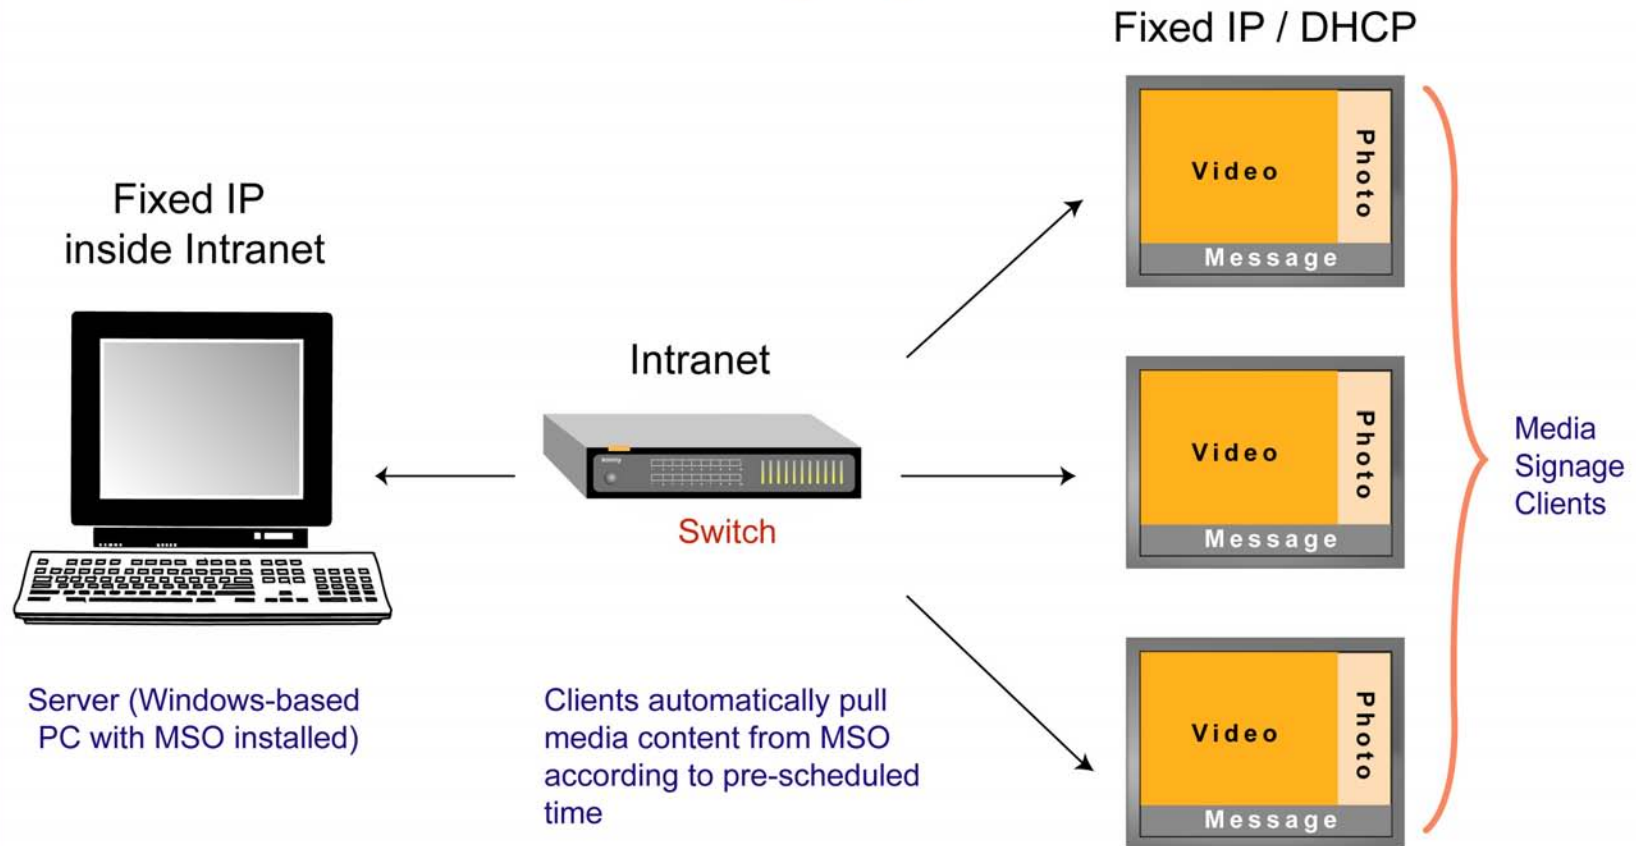 Fixed IP / DHCP
Fixed IP
inside Intranet
Intranet
Switch
Server (Windows-based
PC with MSO installed)
Clients automatically pull
media content from MSO
according to pre-scheduled
time
Video
Photo
Message
Video
Photo
Message
Video
Photo
Message
Media
Signage
Clients